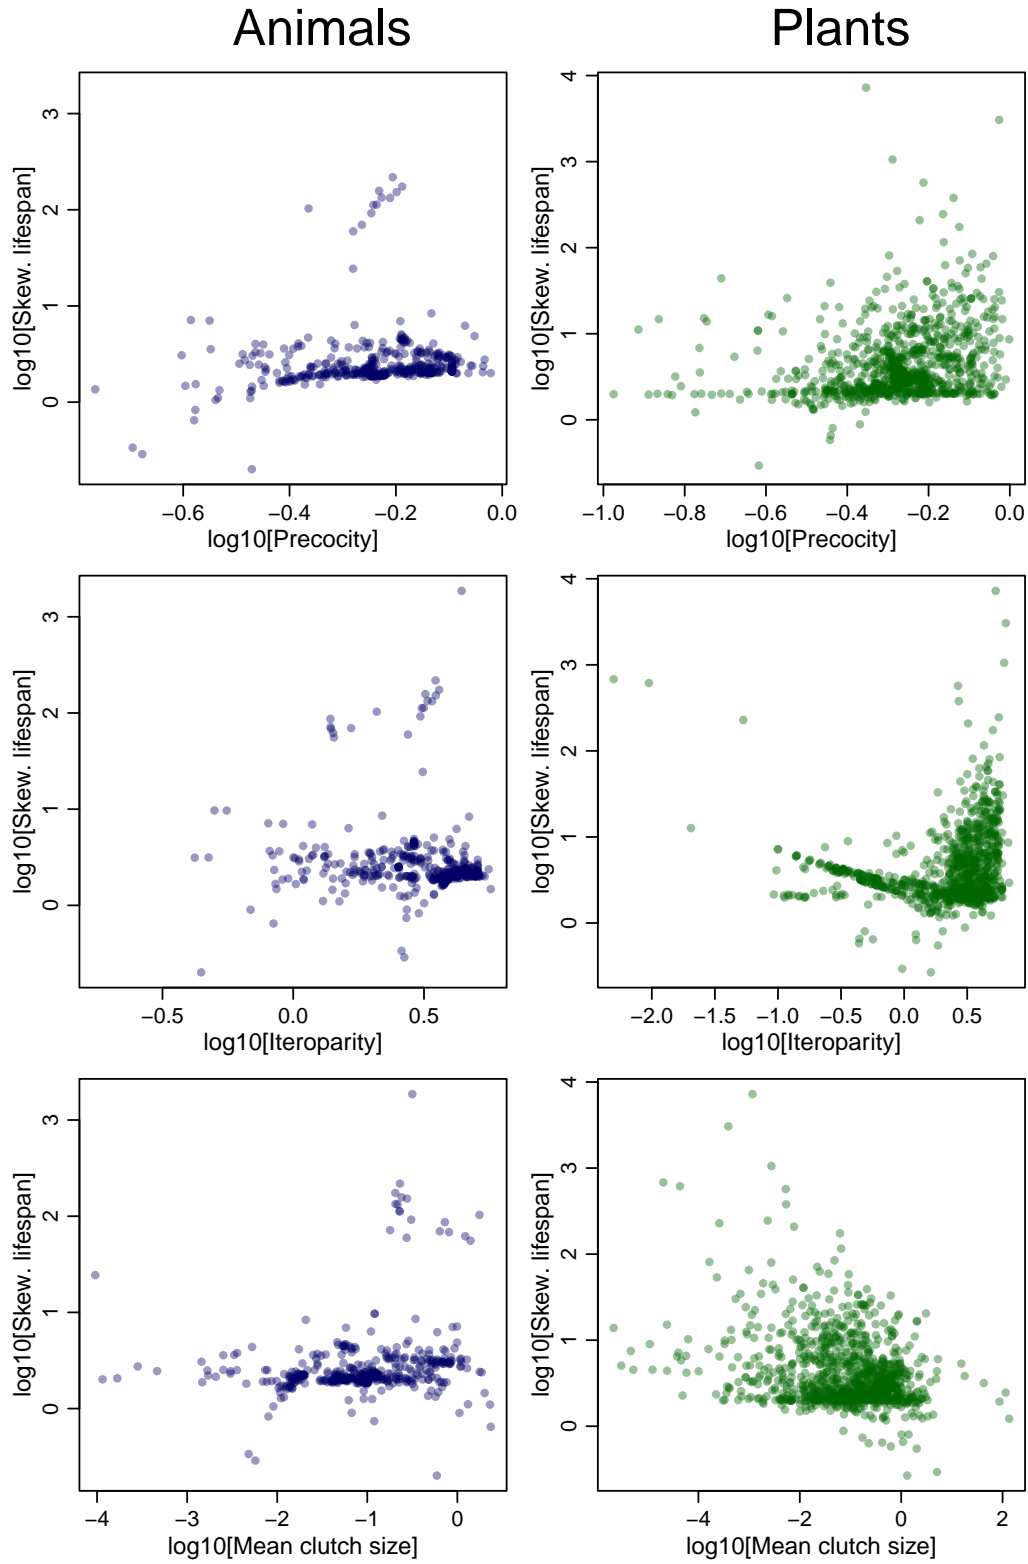 Animals Plants
3
2
1
0
log10[Skew. lifespan]
−0.6 −0.4 −0.2 0.0
log10[Precocity]
4
3
2
1
0
log10[Skew. lifespan]
−1.0 −0.8 −0.6 −0.4 −0.2 0.0
log10[Precocity]
3
2
1
0
log10[Skew. lifespan]
−0.5 0.0 0.5
log10[Iteroparity]
4
3
2
1
0
log10[Skew. lifespan]
−2.0 −1.5 −1.0 −0.5 0.0 0.5
log10[Iteroparity]
3
2
1
0
log10[Skew. lifespan]
−4 −3 −2 −1 0
log10[Mean clutch size]
4
3
2
1
0
log10[Skew. lifespan]
−4 −2 0 2
log10[Mean clutch size]